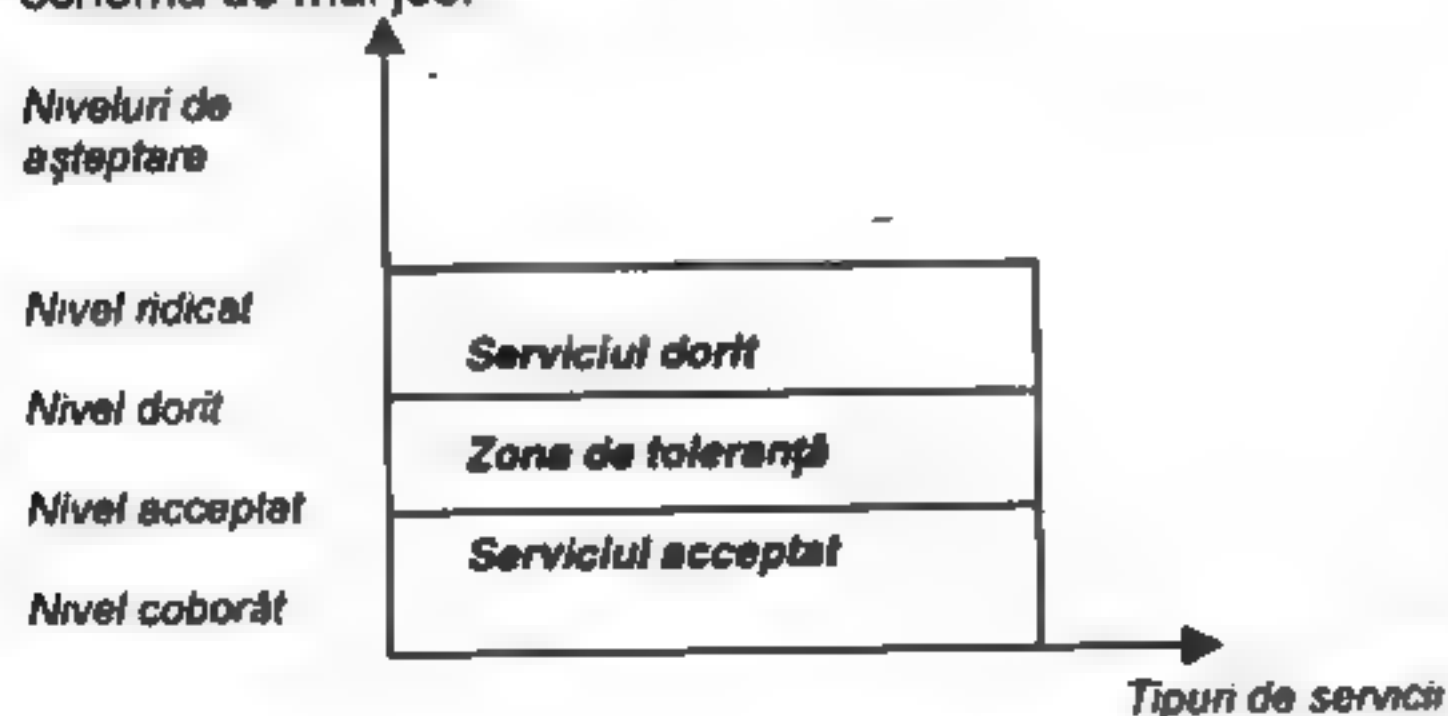 Niveluri de
așteptare
Nivel ridicat
Serviciul dorit
Nivel dorit
Zona de toleranță
Nivel acceptat
Serviciul acceptat
Nivel coborât
Tipuri de servicii